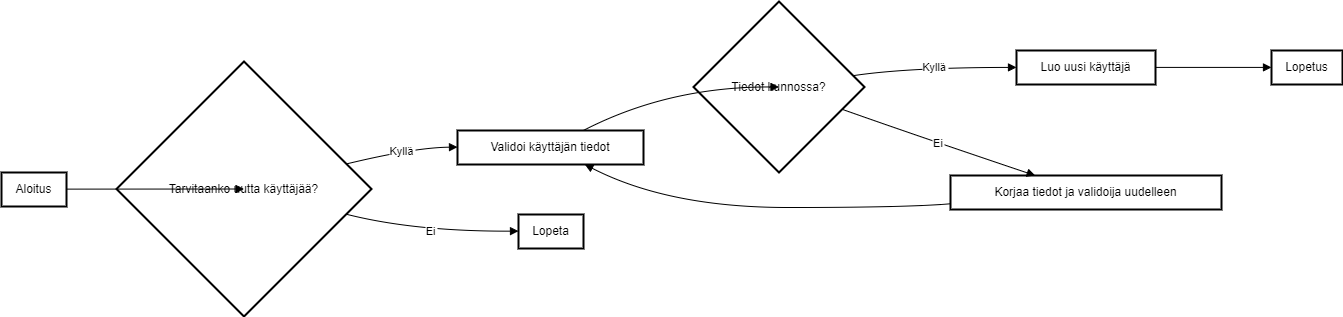 Aloitus
Tarvitaanko uutta käyttäjää?
Kyllä
Ei
Validoi käyttäjän tiedot
Lopeta
Tiedot kunnossa?
Kyllä
Ei
Luo uusi käyttäjä
Korjaa tiedot ja validoija uudelleen
Lopetus